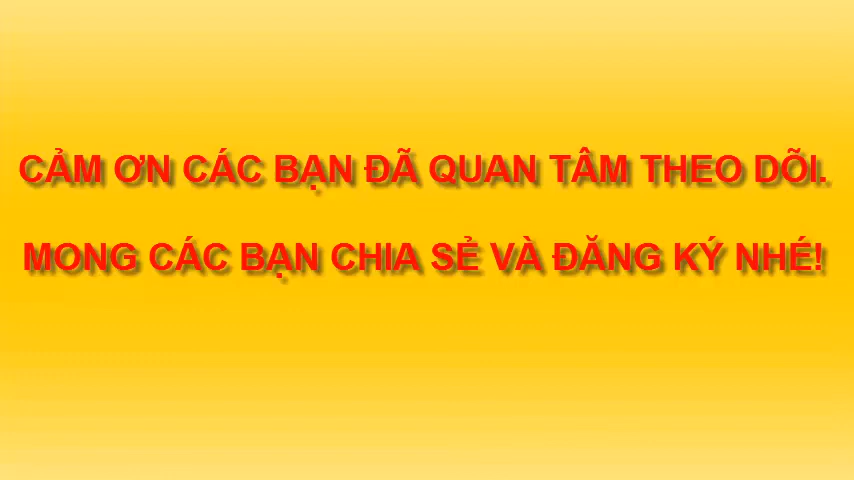 CẢM ƠN CÁC BẠN ĐÃ QUAN TÂM THEO DÕI.
MONG CÁC BẠN CHIA SẺ VÀ ĐĂNG KÝ NHÉ!